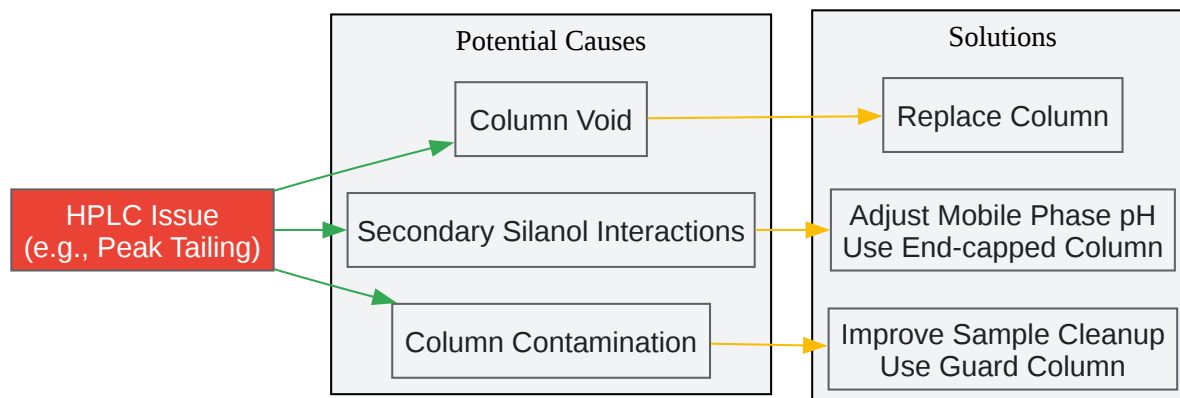 HPLC Issue
(e.g., Peak Tailing)
Potential Causes
Column Void
Secondary Silanol Interactions
Column Contamination
Solutions
Replace Column
Adjust Mobile Phase pH
Use End-capped Column
Improve Sample Cleanup
Use Guard Column